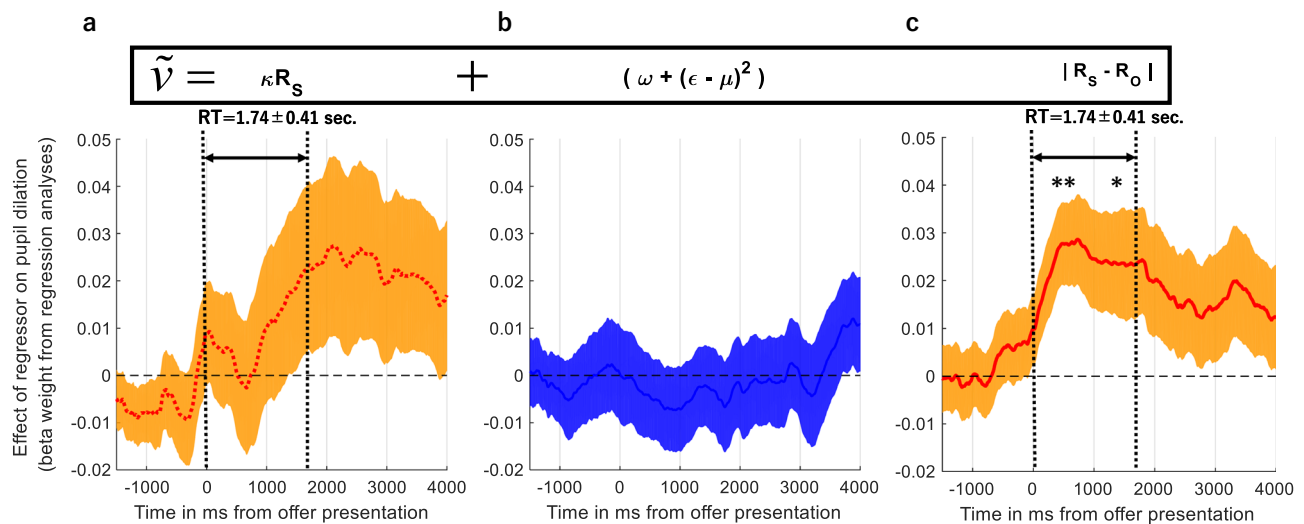 a b c
ṽ = κR_S + ( ω + (ϵ - μ)² ) | R_S - R_O |
RT=1.74±0.41 sec. RT=1.74±0.41 sec.
Effect of regressor on pupil dilation
(beta weight from regression analyses)
0.05
0.04
0.03
0.02
0.01
0
-0.01
-0.02
-1000 0 1000 2000 3000 4000
Time in ms from offer presentation
0.05
0.04
0.03
0.02
0.01
0
-0.01
-0.02
-1000 0 1000 2000 3000 4000
Time in ms from offer presentation
** *
0.05
0.04
0.03
0.02
0.01
0
-0.01
-0.02
-1000 0 1000 2000 3000 4000
Time in ms from offer presentation